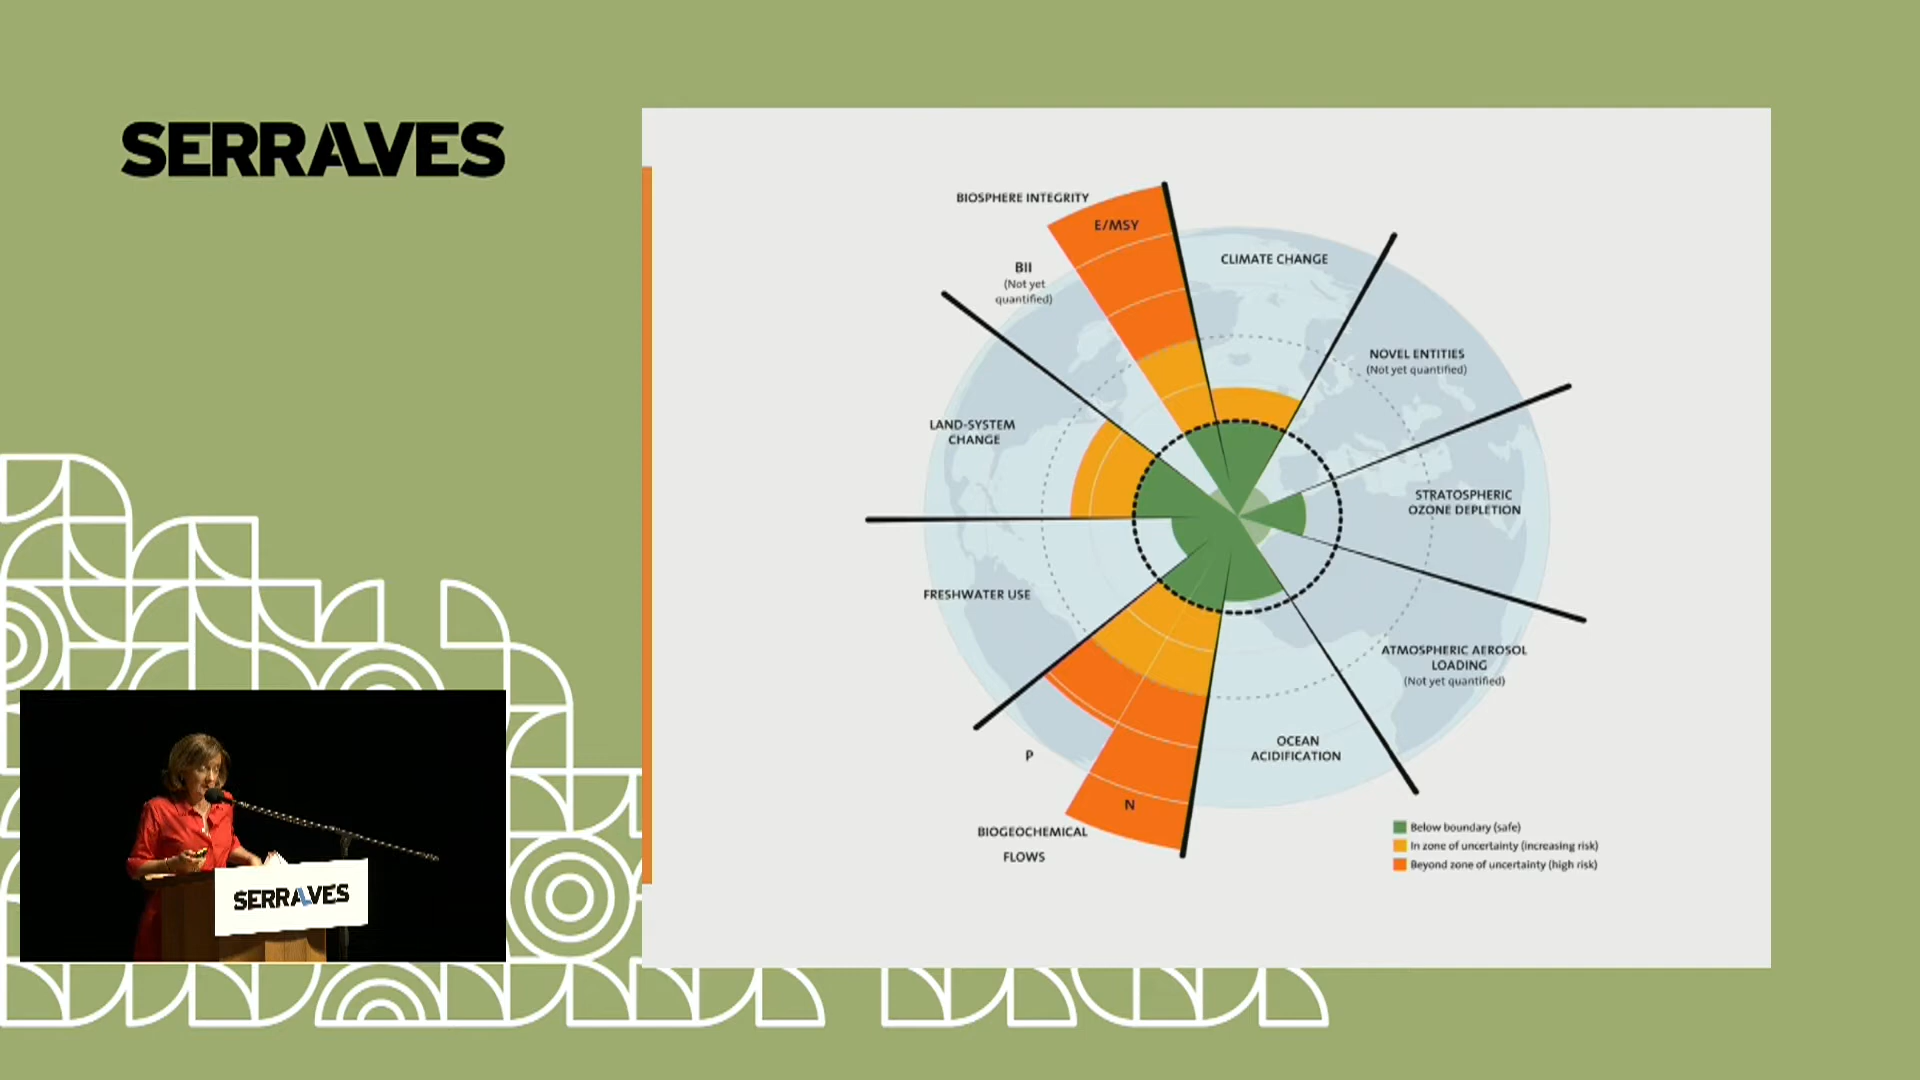 SERRALVES
BIOSPHERE INTEGRITY
E/MSY
BII
(Not yet
quantified)
CLIMATE CHANGE
NOVEL ENTITIES
(Not yet quantified)
LAND-SYSTEM
CHANGE
STRATOSPHERIC
OZONE DEPLETION
FRESHWATER USE
ATMOSPHERIC AEROSOL
LOADING
(Not yet quantified)
P
N
OCEAN
ACIDIFICATION
BIOGEOCHEMICAL
FLOWS
Below boundary (safe)
In zone of uncertainty (increasing risk)
Beyond zone of uncertainty (high risk)
SERRALVES